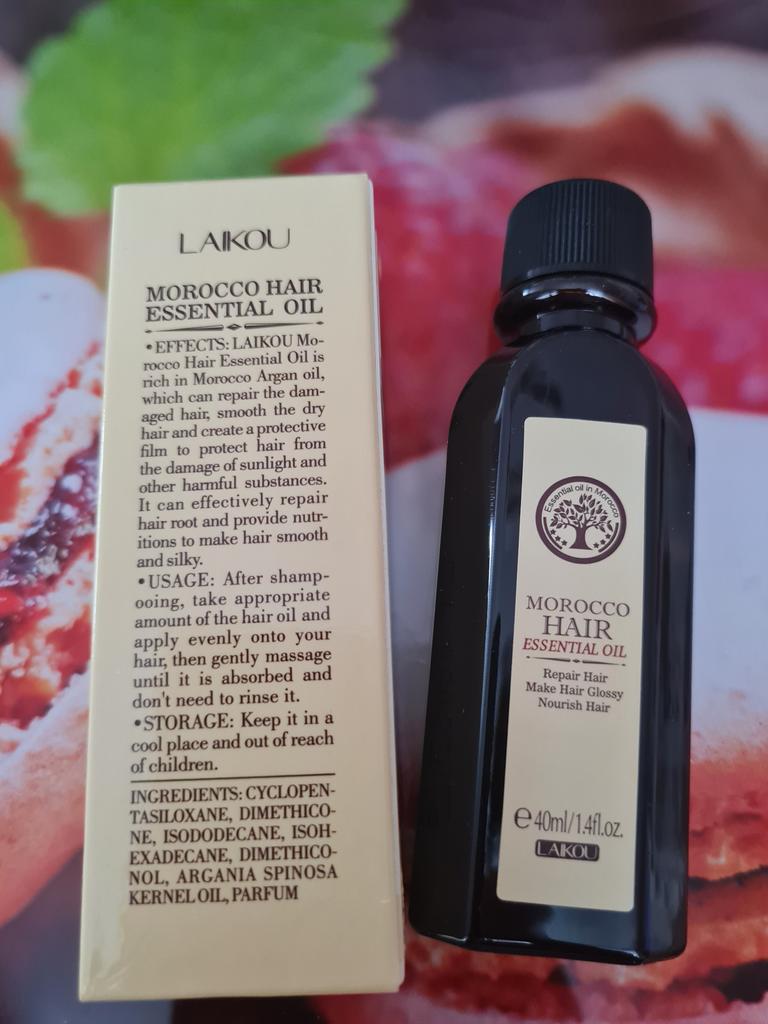 LAIKOU
MOROCCO HAIR
ESSENTIAL OIL
•EFFECTS: LAIKOU Mo-
rocco Hair Essential Oil is
rich in Morocco Argan oil,
which can repair the dam-
aged hair, smooth the dry
hair and create a protective
film to protect hair from
the damage of sunlight and
other harmful substances.
It can effectively repair
hair root and provide nutr-
itions to make hair smooth
and silky.
•USAGE: After shamp-
ooing, take appropriate
amount of the hair oil and
apply evenly onto your
hair, then gently massage
until it is absorbed and
don't need to rinse it.
•STORAGE: Keep it in a
cool place and out of reach
of children.
INGREDIENTS: CYCLOPEN-
TASILOXANE, DIMETHICO-
NE, ISODODECANE, ISOH-
EXADECANE, DIMETHICO-
NOL, ARGANIA SPINOSA
KERNEL OIL, PARFUM
Essential oil in Morocco
MOROCCO
HAIR
ESSENTIAL OIL
Repair Hair
Make Hair Glossy
Nourish Hair
℮40ml/1.4fl.oz.
LAIKOU